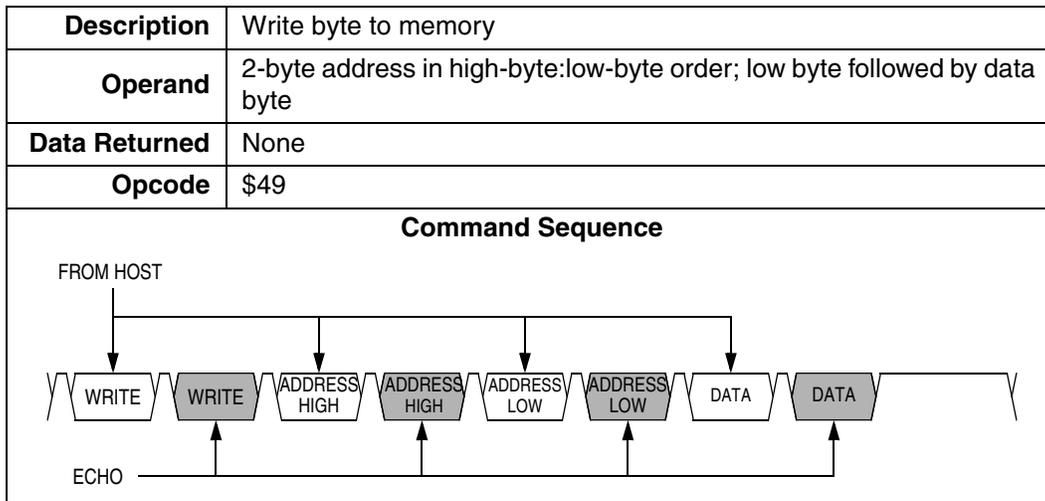 Description Write byte to memory
Operand 2-byte address in high-byte:low-byte order; low byte followed by data
byte
Data Returned None
Opcode $49
Command Sequence
FROM HOST
WRITE WRITE ADDRESS HIGH ADDRESS HIGH ADDRESS LOW ADDRESS LOW DATA DATA
ECHO